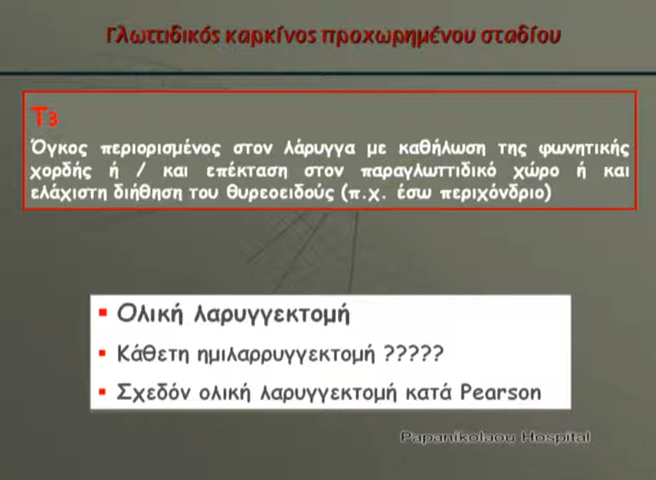 Γλωττιδικός καρκίνος προχωρημένου σταδίου
T3
Όγκος περιορισμένος στον λάρυγγα με καθήλωση της φωνητικής
χορδής ή / και επέκταση στον παραγλωττιδικό χώρο ή και
ελάχιστη διήθηση του θυρεοειδούς (π.χ. έσω περιχόνδριο)
Ολική λαρυγγεκτομή
Κάθετη ημιλαρρυγγεκτομή ?????
Σχεδόν ολική λαρυγγεκτομή κατά Pearson
Papanikolaou Hospital